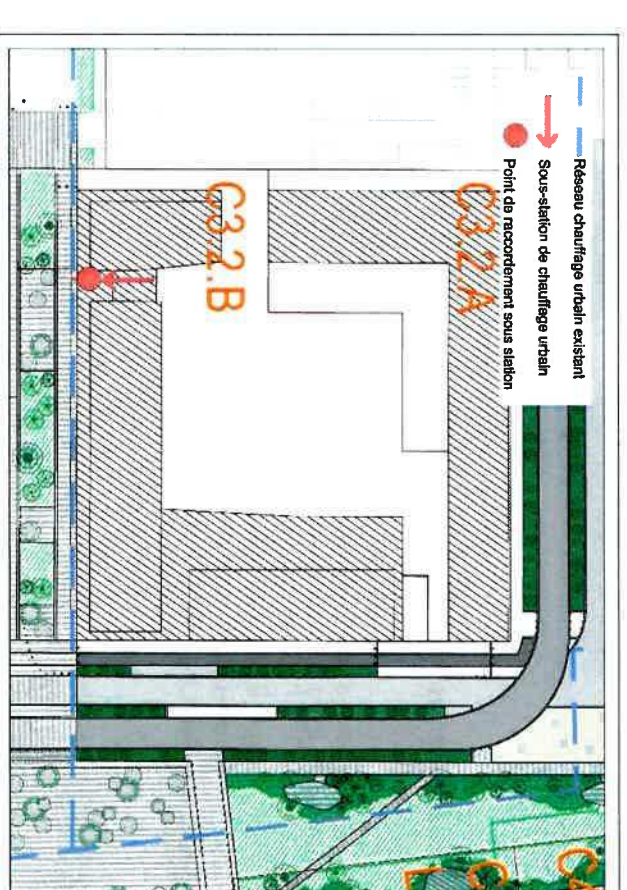 Réseau chauffage urbain existant
Sous-station de chauffage urbain
Point de raccordement sous station
C3.2.A
C3.2.B